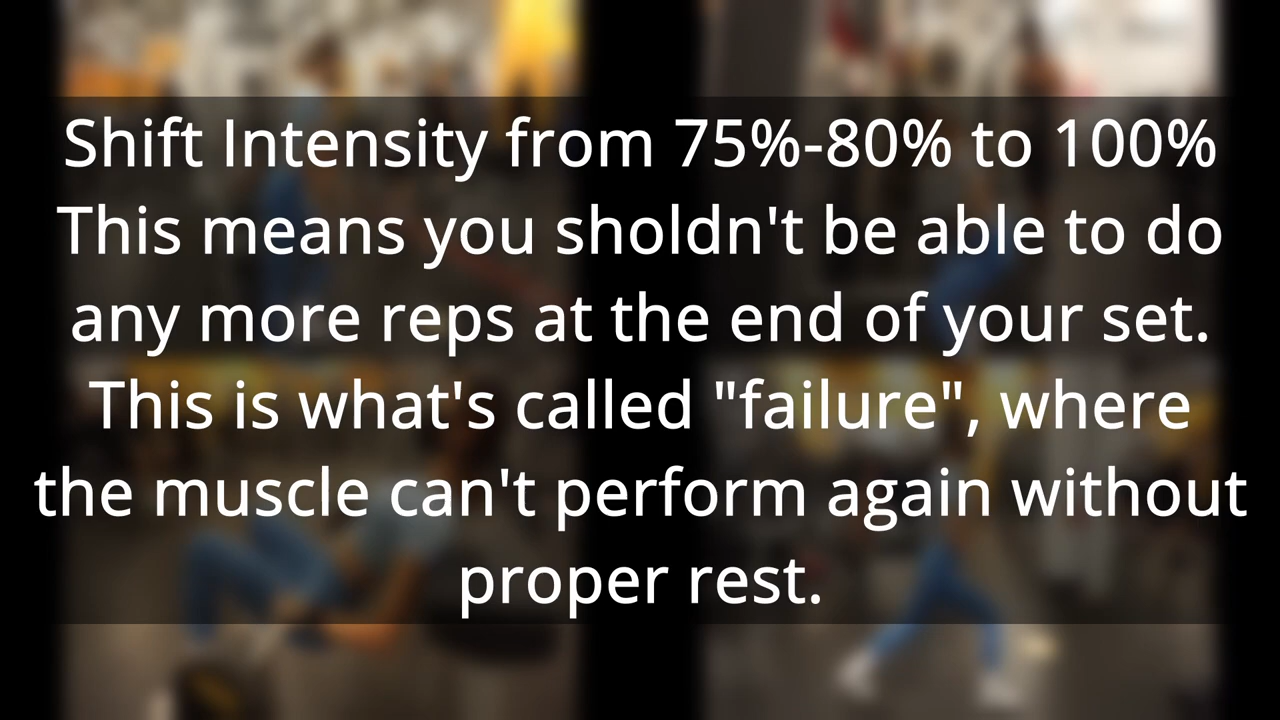 Shift Intensity from 75%-80% to 100%
This means you sholdn't be able to do
any more reps at the end of your set.
This is what's called "failure", where
the muscle can't perform again without
proper rest.